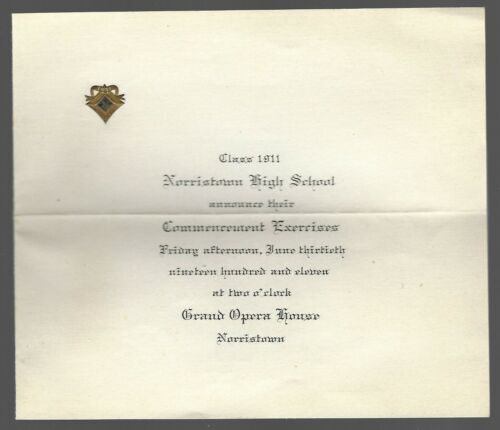 Class 1911
Norristown High School
announce their
Commencement Exercises
Friday afternoon, June thirtieth
nineteen hundred and eleven
at two o'clock
Grand Opera House
Norristown